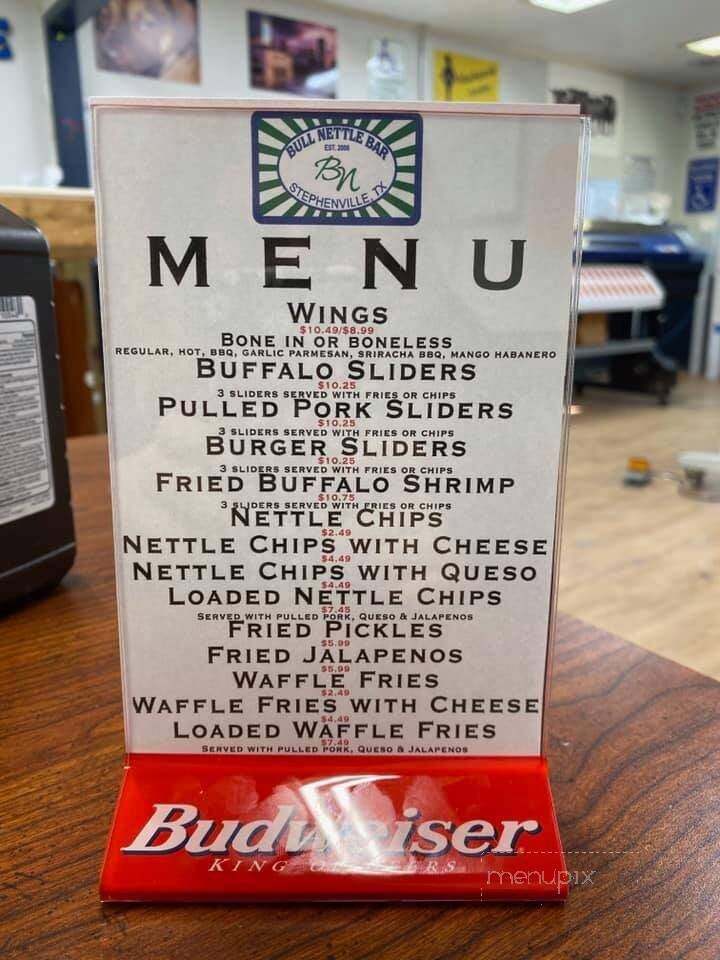 BULL NETTLE BAR
EST. 2008
BN
STEPHENVILLE, TX
MENU
WINGS
$10.49/$8.99
BONE IN OR BONELESS
REGULAR, HOT, BBQ, GARLIC PARMESAN, SRIRACHA BBQ, MANGO HABANERO
BUFFALO SLIDERS
$10.25
3 SLIDERS SERVED WITH FRIES OR CHIPS
PULLED PORK SLIDERS
$10.25
3 SLIDERS SERVED WITH FRIES OR CHIPS
BURGER SLIDERS
$10.25
3 SLIDERS SERVED WITH FRIES OR CHIPS
FRIED BUFFALO SHRIMP
$10.75
3 SLIDERS SERVED WITH FRIES OR CHIPS
NETTLE CHIPS
$2.49
NETTLE CHIPS WITH CHEESE
$4.49
NETTLE CHIPS WITH QUESO
$4.49
LOADED NETTLE CHIPS
$7.45
SERVED WITH PULLED PORK, QUESO & JALAPENOS
FRIED PICKLES
$5.99
FRIED JALAPENOS
$5.99
WAFFLE FRIES
$2.49
WAFFLE FRIES WITH CHEESE
$4.49
LOADED WAFFLE FRIES
$7.49
SERVED WITH PULLED PORK, QUESO & JALAPENOS
Budweiser
KING
menupix